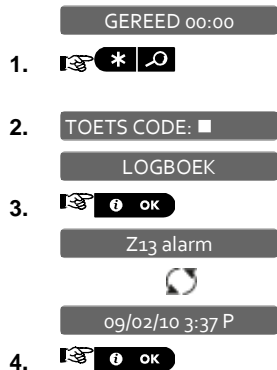 GEREED 00:00
1. *
2. TOETS CODE:
LOGBOEK
3. i OK
Z13 alarm
09/02/10 3:37 P
4. i OK